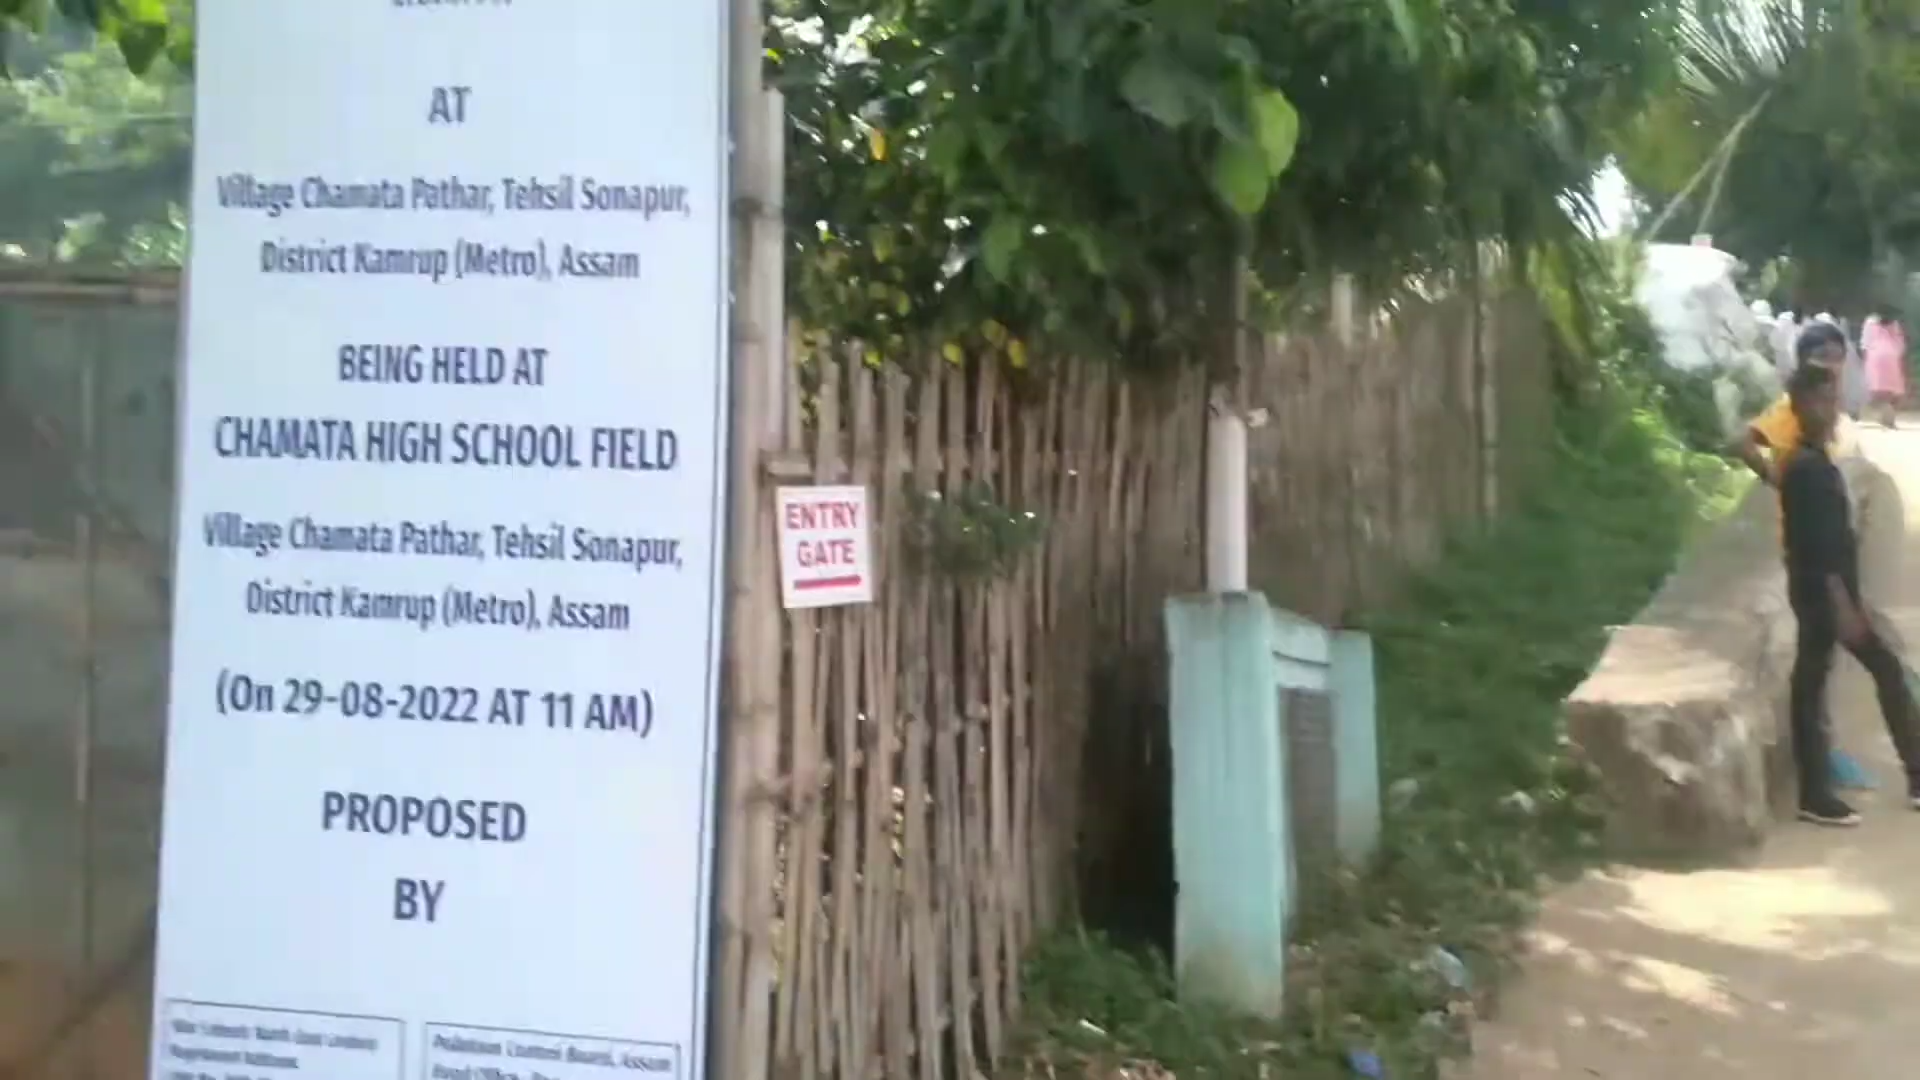 AT
Village Chamata Pathar, Tehsil Sonapur,
District Kamrup (Metro), Assam
BEING HELD AT
CHAMATA HIGH SCHOOL FIELD
Village Chamata Pathar, Tehsil Sonapur,
District Kamrup (Metro), Assam
(On 29-08-2022 AT 11 AM)
PROPOSED
BY
Pollution Control Board, Assam
ENTRY
GATE